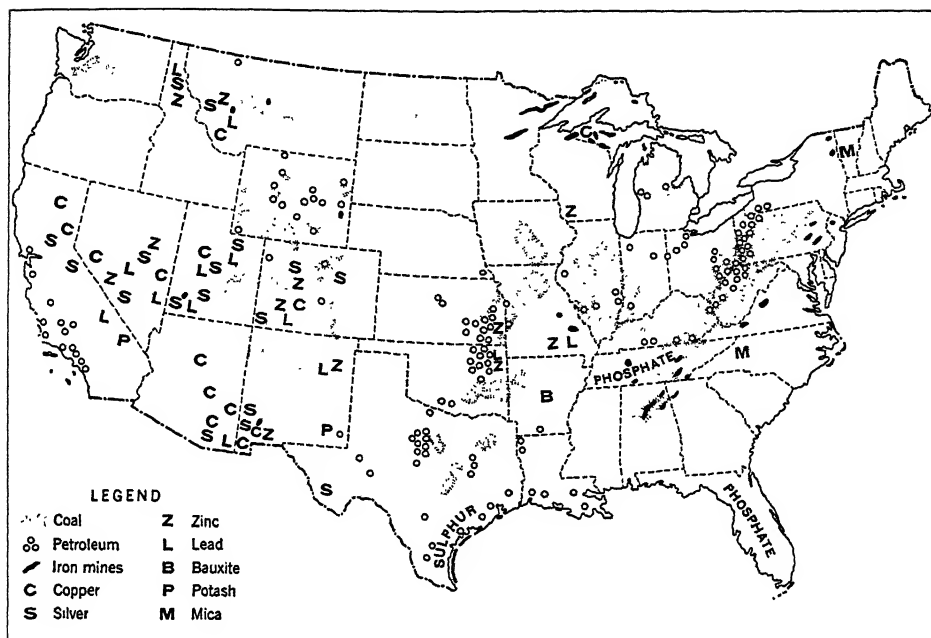 L
S
Z
S Z
L
C
C
M
Z
C
C
S
S
C
Z
L
S
Z
L
S
C
L
C
S
L
S
C
L
S
S
L
S
S
Z
Z C
S L
S
P
Z
L
Z
Z L
PHOSPHATE
M
B
C
C
C
C
S
L
C
S
S
C Z
L Z
P
S
SULPHUR
PHOSPHATE
LEGEND
Coal
Petroleum
Iron mines
C Copper
S Silver
Z Zinc
L Lead
B Bauxite
P Potash
M Mica